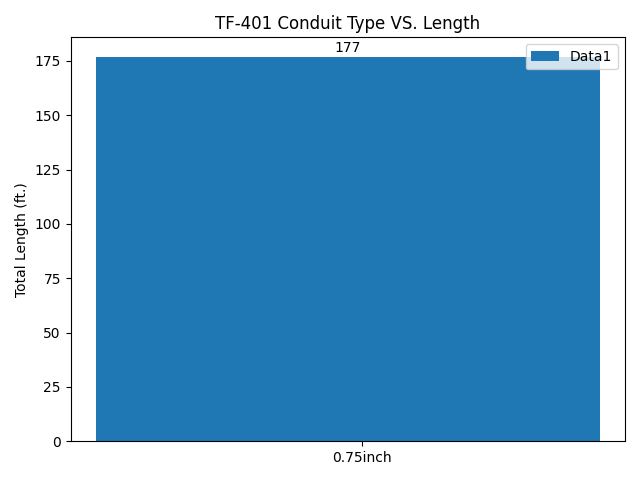 TF-401 Conduit Type VS. Length
177
Data1
175
150
125
100
75
50
25
0
Total Length (ft.)
0.75inch